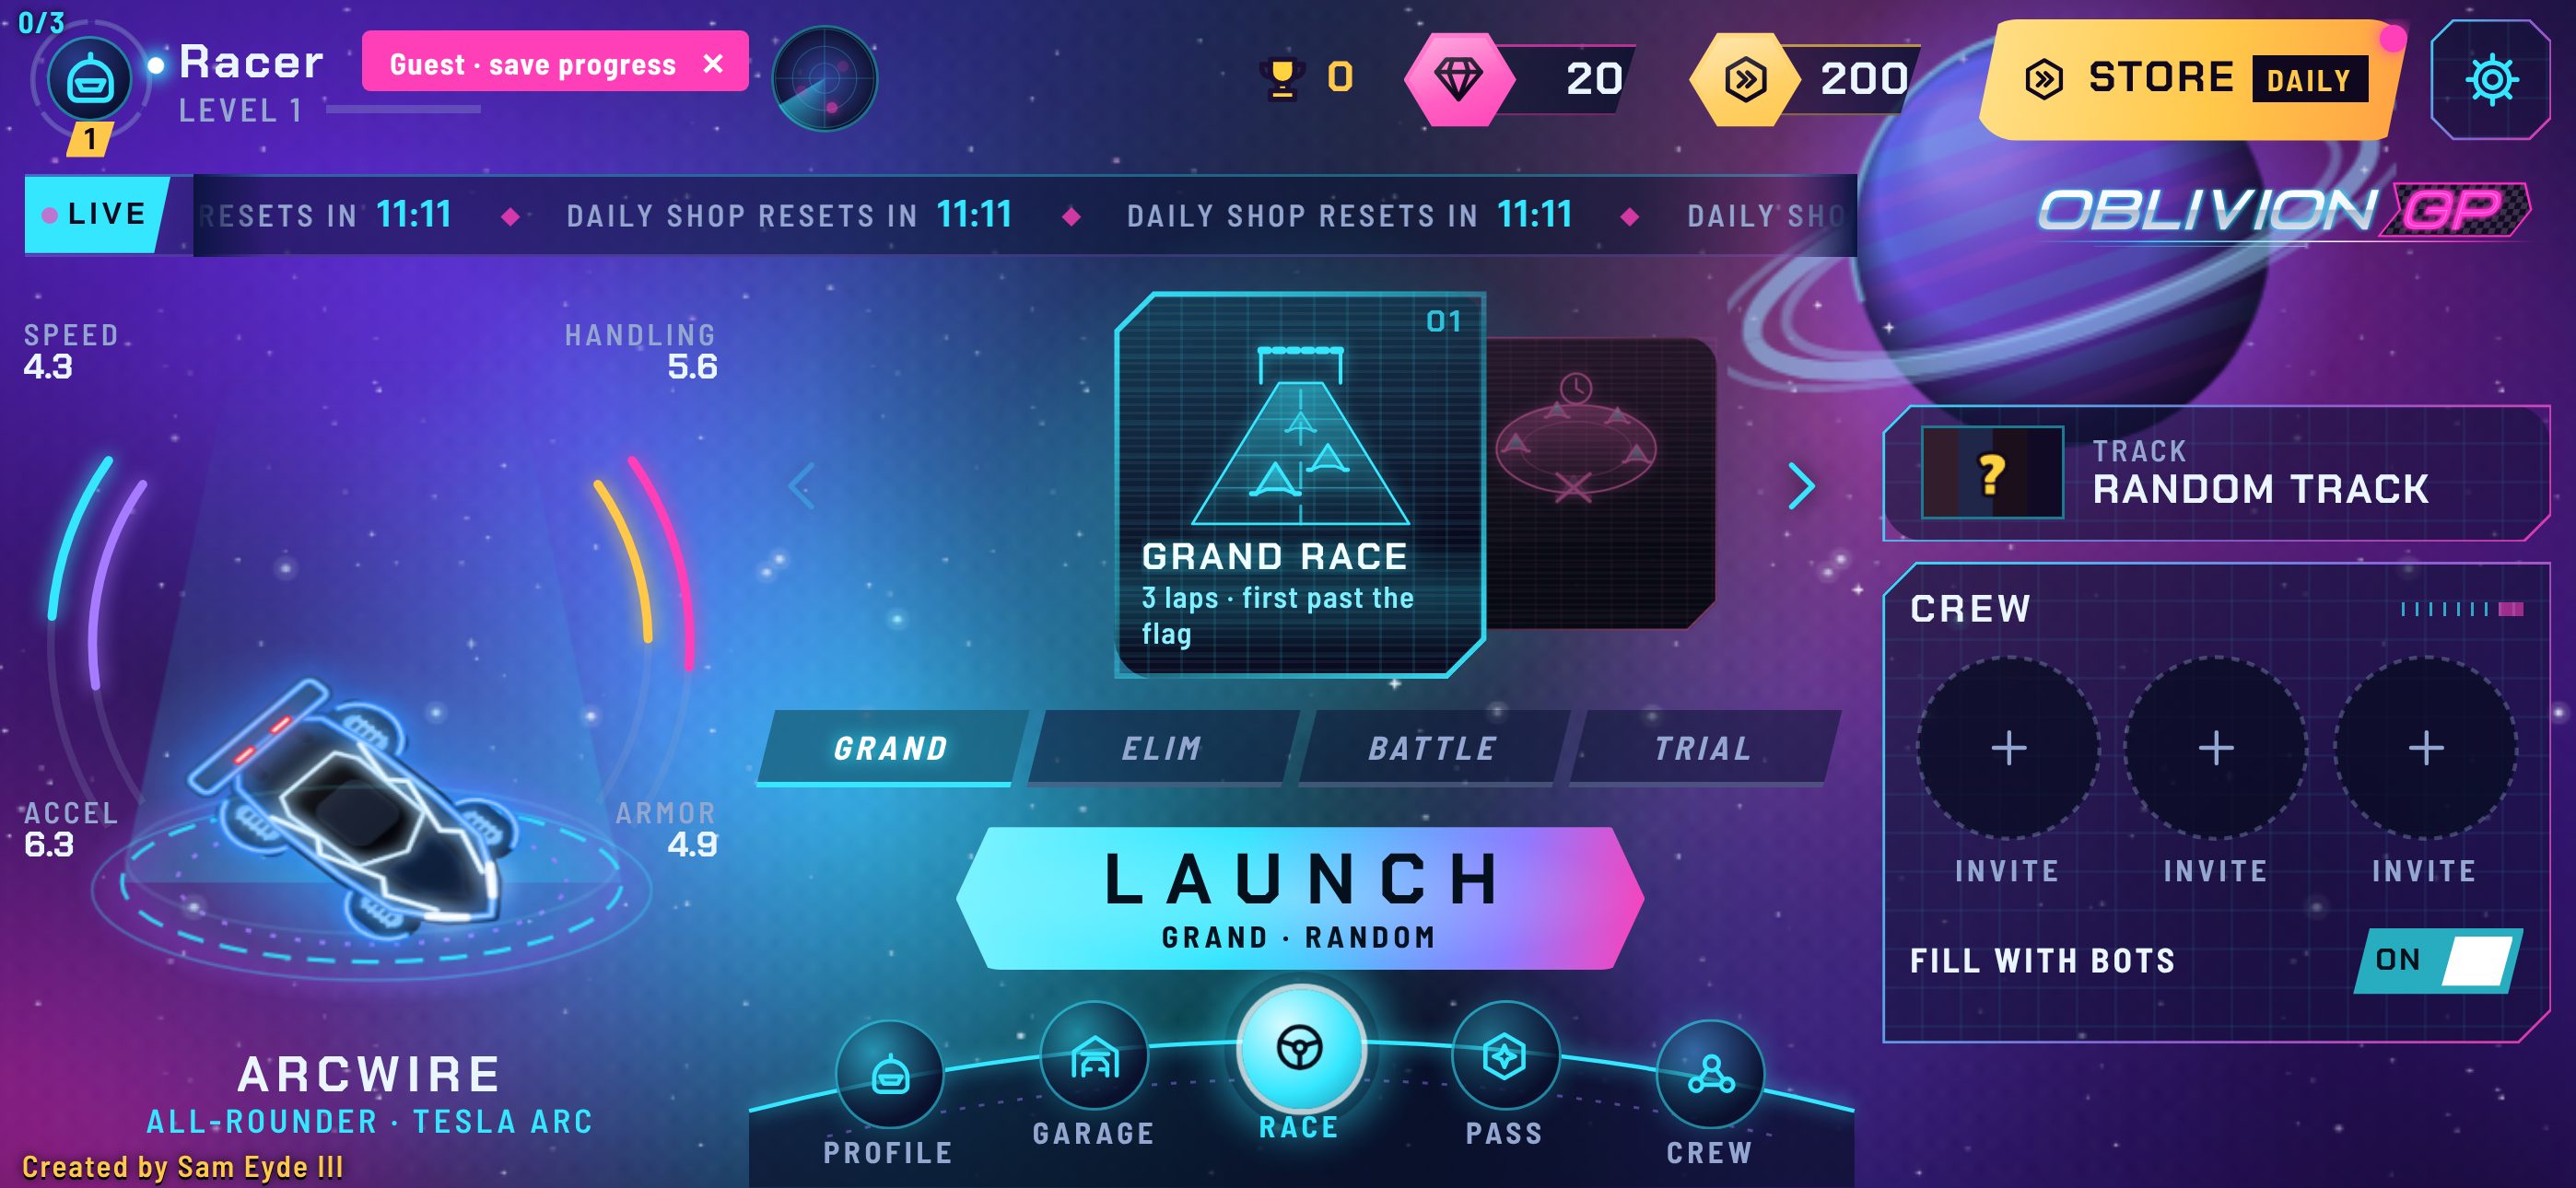 0/3
Racer
LEVEL 1
1
Guest · save progress ×
0
20
200
STORE DAILY
LIVE
RESETS IN 11:11 ◆ DAILY SHOP RESETS IN 11:11 ◆ DAILY SHOP RESETS IN 11:11 ◆ DAILY SHO
OBLIVION GP
SPEED
4.3
HANDLING
5.6
ACCEL
6.3
ARMOR
4.9
ARCWIRE
ALL-ROUNDER · TESLA ARC
Created by Sam Eyde III
01
GRAND RACE
3 laps · first past the
flag
GRAND
ELIM
BATTLE
TRIAL
LAUNCH
GRAND · RANDOM
PROFILE
GARAGE
RACE
PASS
CREW
?
TRACK
RANDOM TRACK
CREW
+ + +
INVITE INVITE INVITE
FILL WITH BOTS
ON